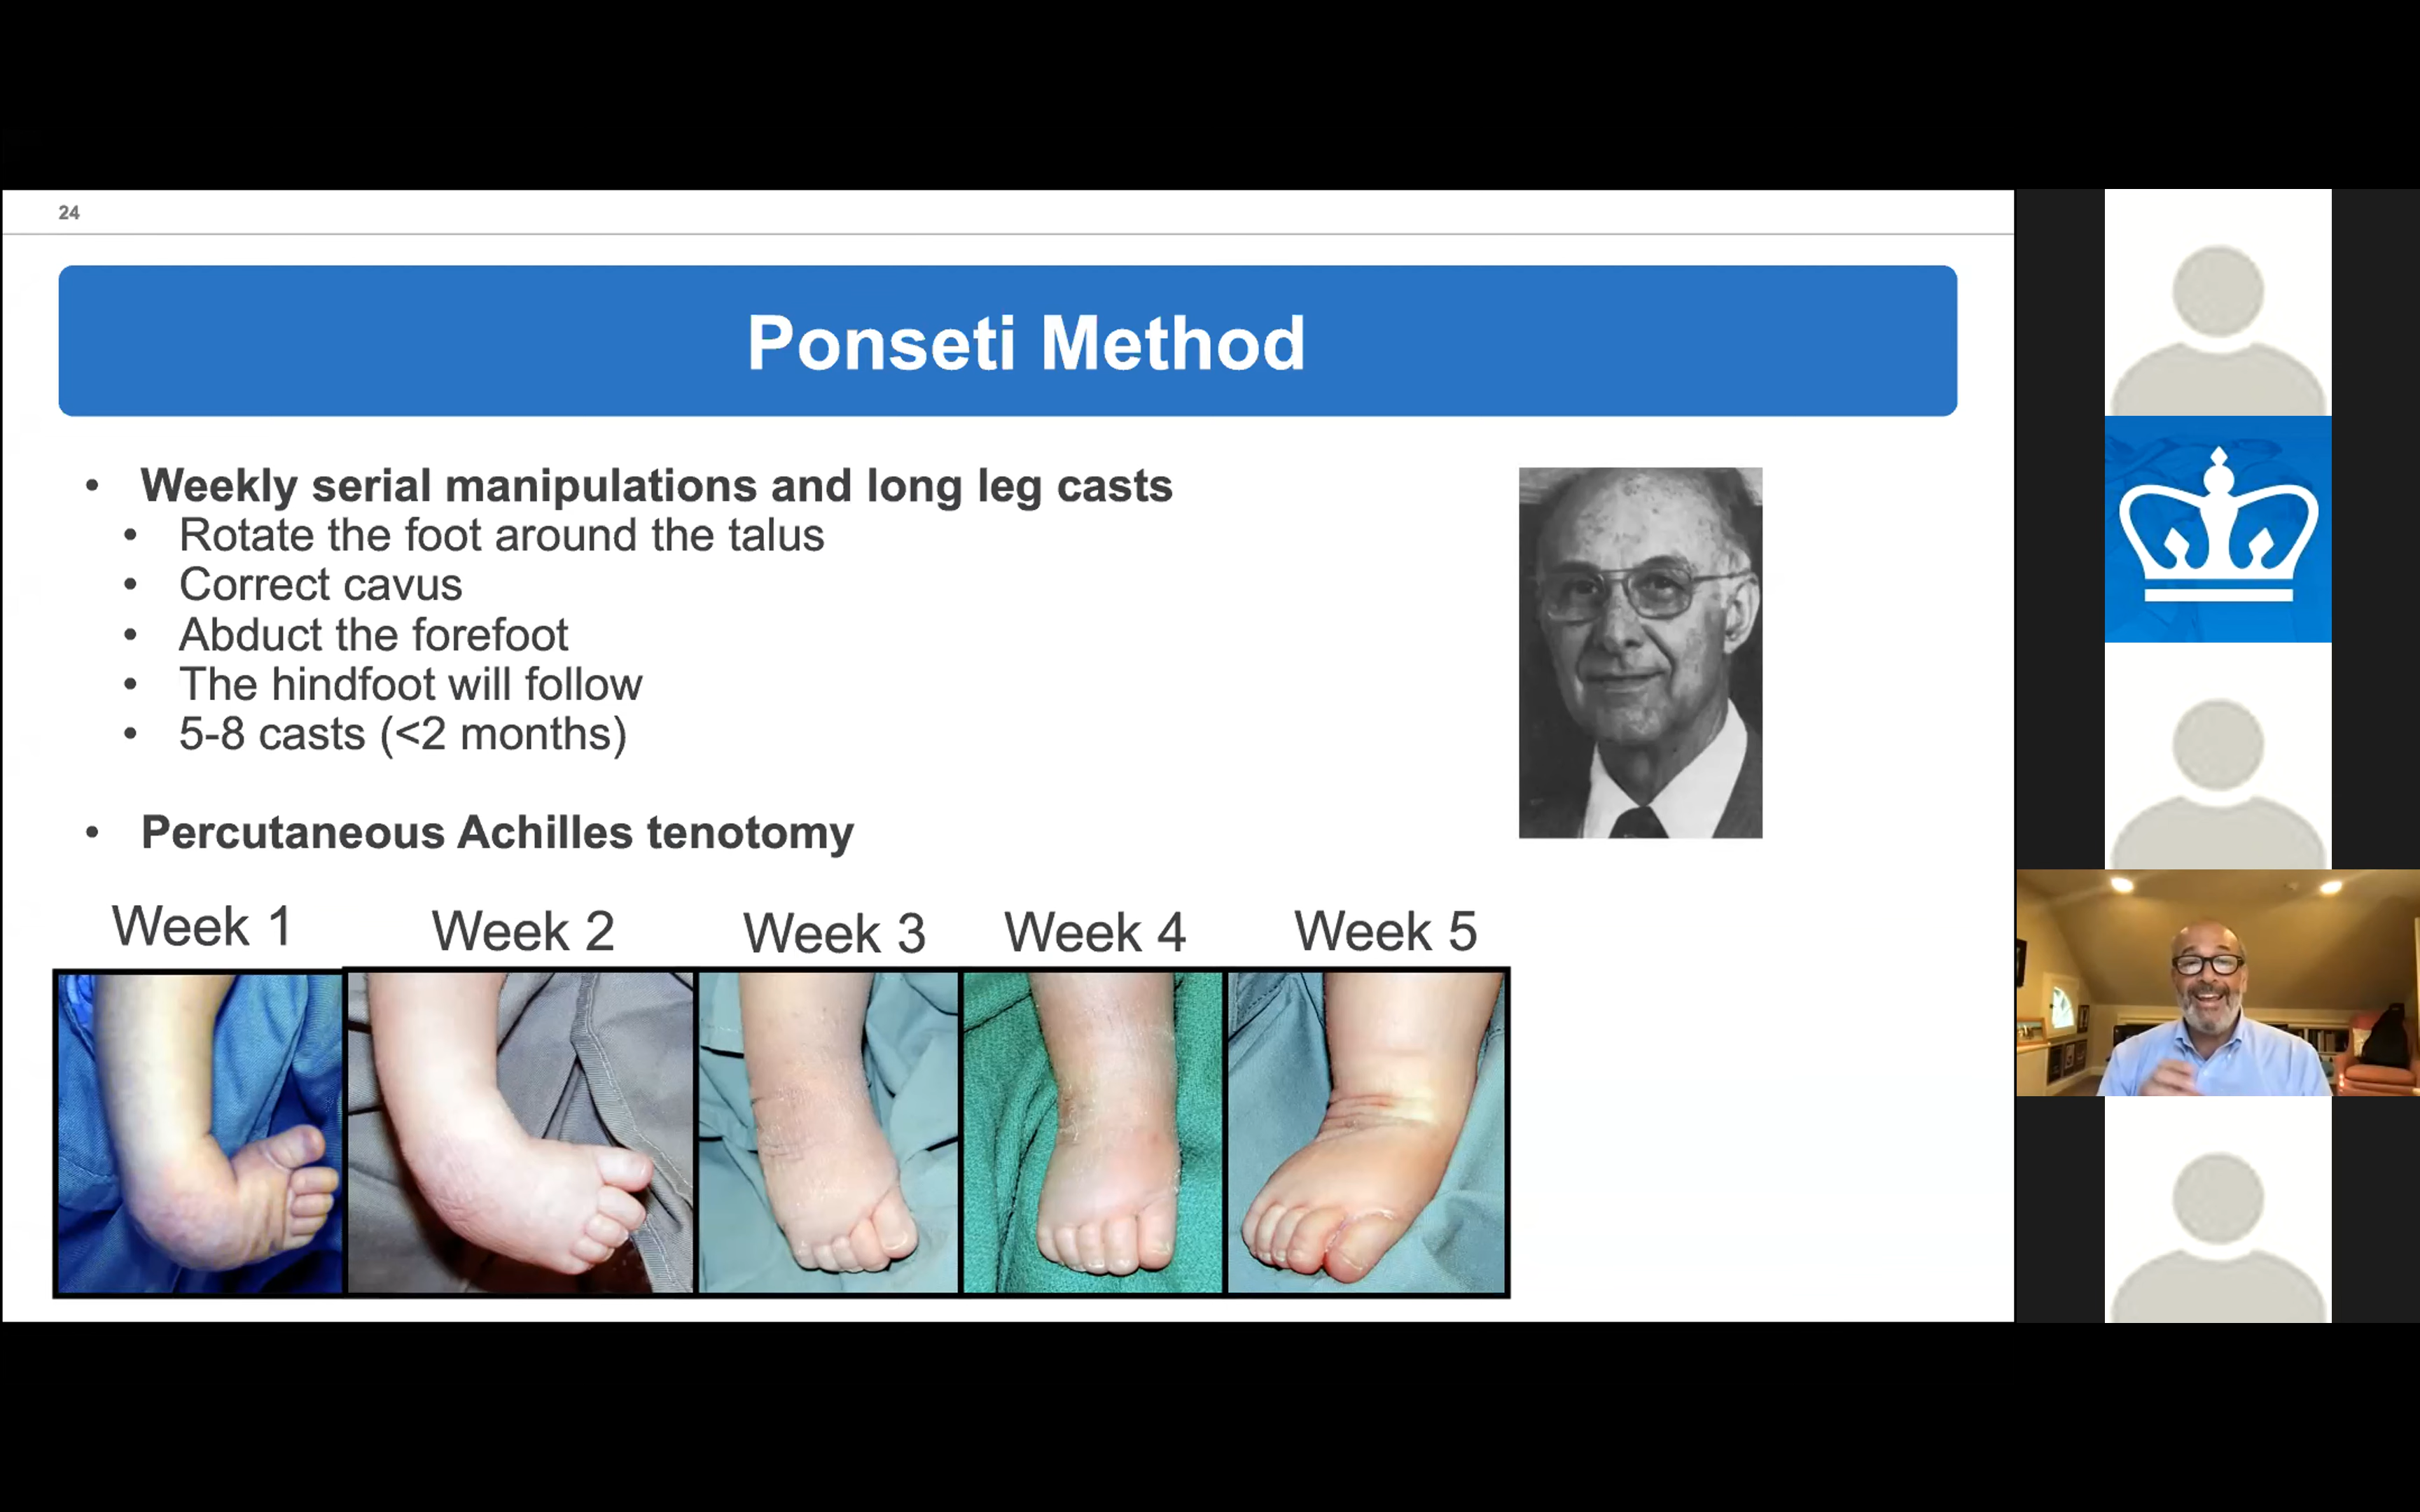 24
Ponseti Method
• Weekly serial manipulations and long leg casts
• Rotate the foot around the talus
• Correct cavus
• Abduct the forefoot
• The hindfoot will follow
• 5-8 casts (<2 months)
• Percutaneous Achilles tenotomy
Week 1 Week 2 Week 3 Week 4 Week 5